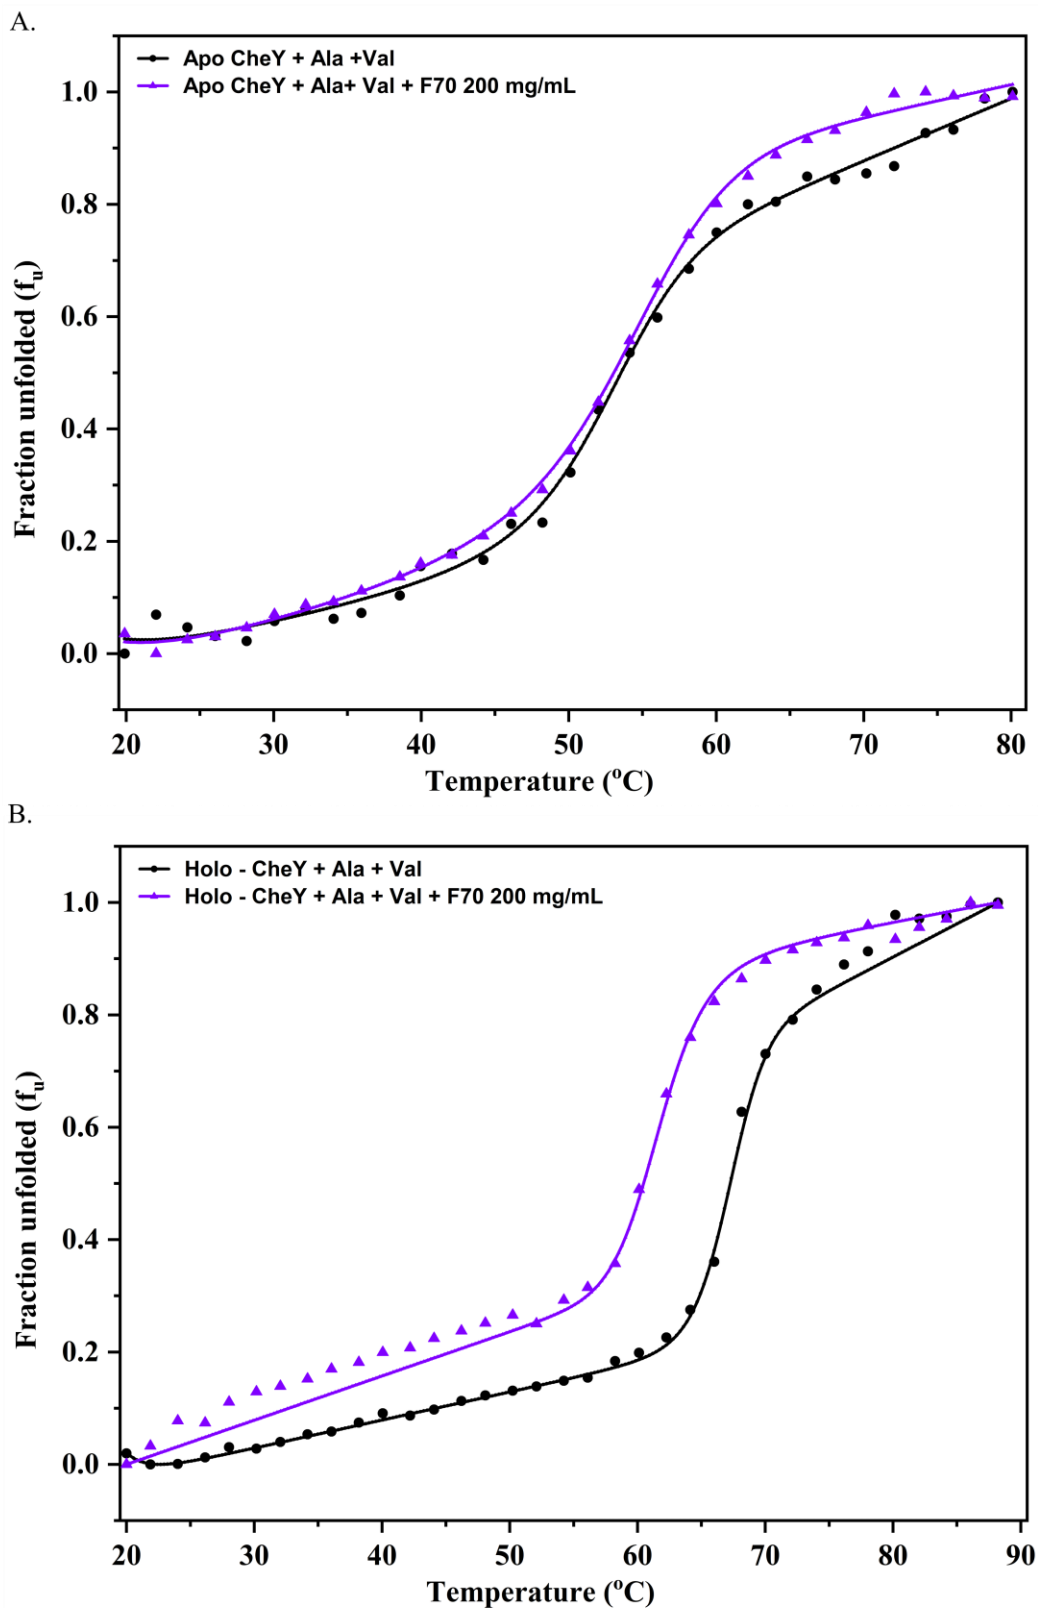 A.
Apo CheY + Ala +Val
Apo CheY + Ala+ Val + F70 200 mg/mL
1.0
0.8
0.6
0.4
0.2
0.0
Fraction unfolded (fu)
20 30 40 50 60 70 80
Temperature (oC)
B.
Holo - CheY + Ala + Val
Holo - CheY + Ala + Val + F70 200 mg/mL
1.0
0.8
0.6
0.4
0.2
0.0
Fraction unfolded (fu)
20 30 40 50 60 70 80 90
Temperature (oC)